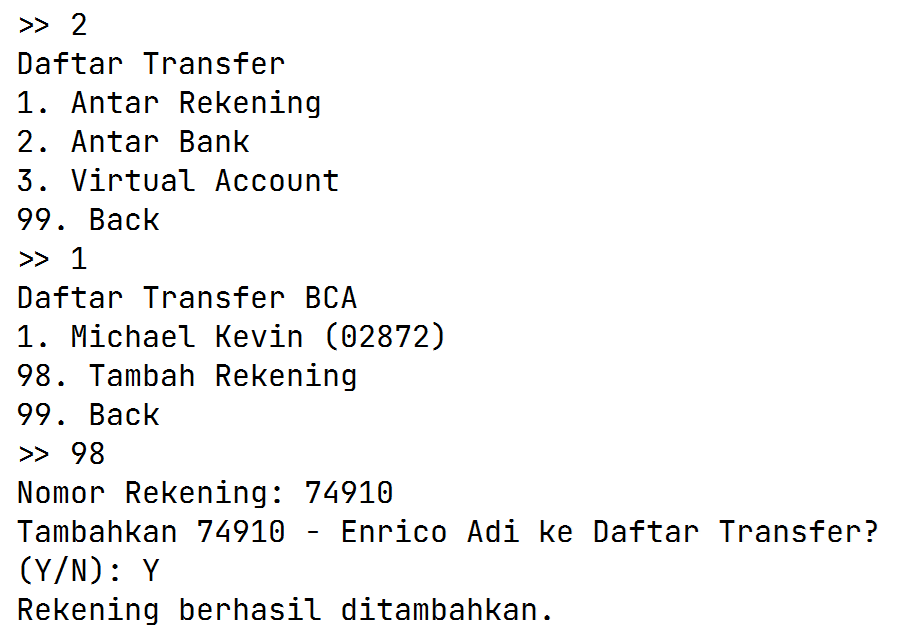 >> 2
Daftar Transfer
1. Antar Rekening
2. Antar Bank
3. Virtual Account
99. Back
>> 1
Daftar Transfer BCA
1. Michael Kevin (02872)
98. Tambah Rekening
99. Back
>> 98
Nomor Rekening: 74910
Tambahkan 74910 - Enrico Adi ke Daftar Transfer?
(Y/N): Y
Rekening berhasil ditambahkan.